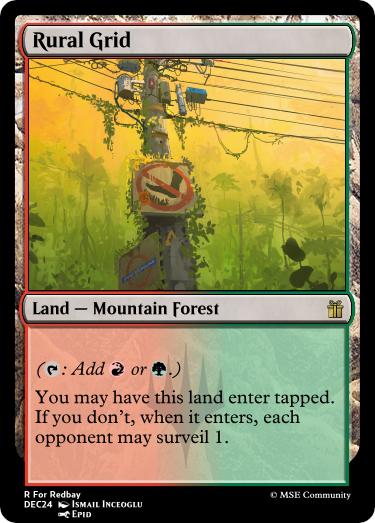 Rural Grid
Land — Mountain Forest
(T: Add R or G.)
You may have this land enter tapped.
If you don't, when it enters, each
opponent may surveil 1.
R For Redbay
DEC24 Ismail Inceoglu
Epid
© MSE Community